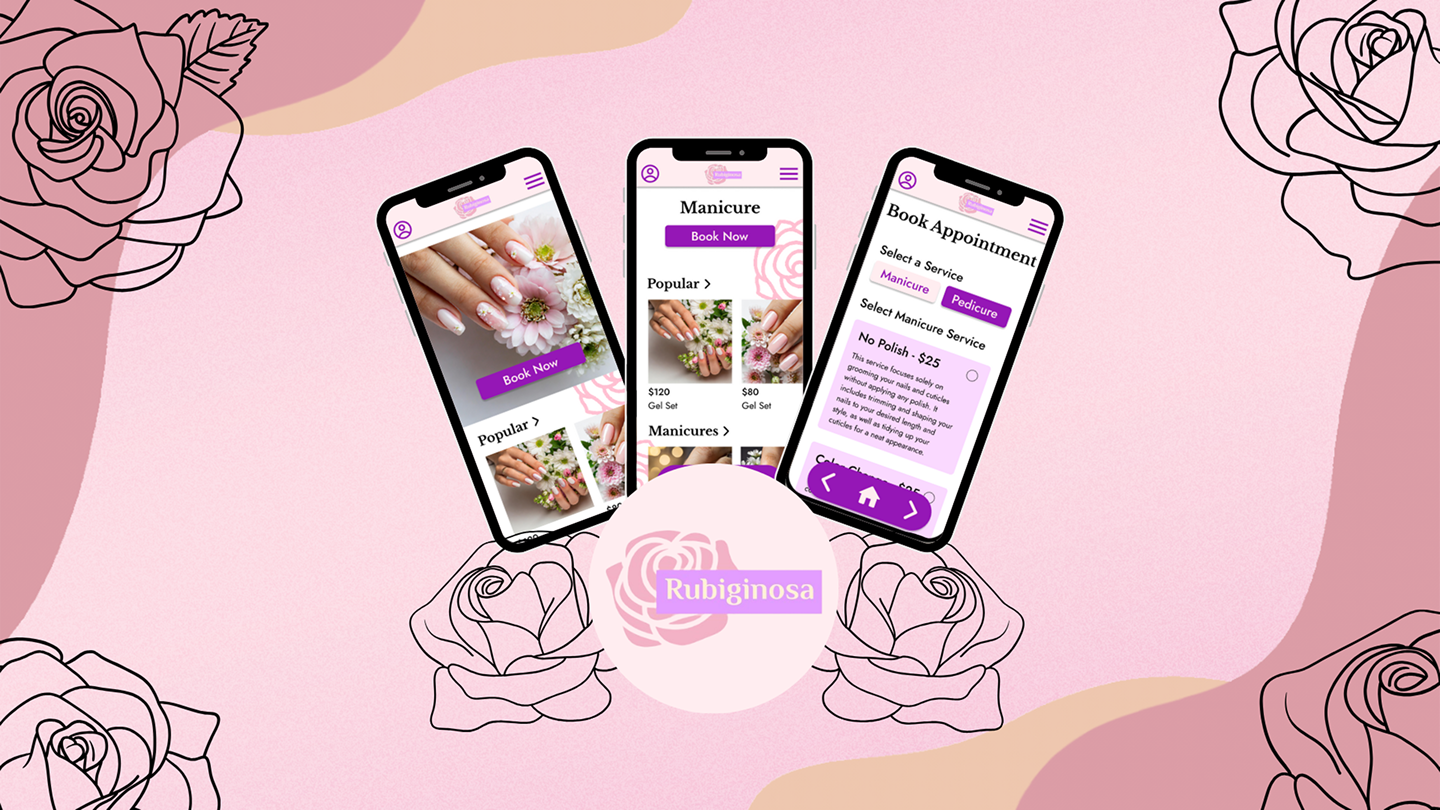 Rubiginosa
Book Now
Popular >
Rubiginosa
Manicure
Book Now
Popular >
$120
Gel Set
$80
Gel Set
Manicures >
Rubiginosa
Book Appointment
Select a Service
Manicure
Pedicure
Select Manicure Service
No Polish - $25
This service focuses solely on
grooming your nails and cuticles
without applying any polish. It
includes trimming and shaping your
nails to your desired length and
style, as well as tidying up your
cuticles for a neat appearance.
Rubiginosa